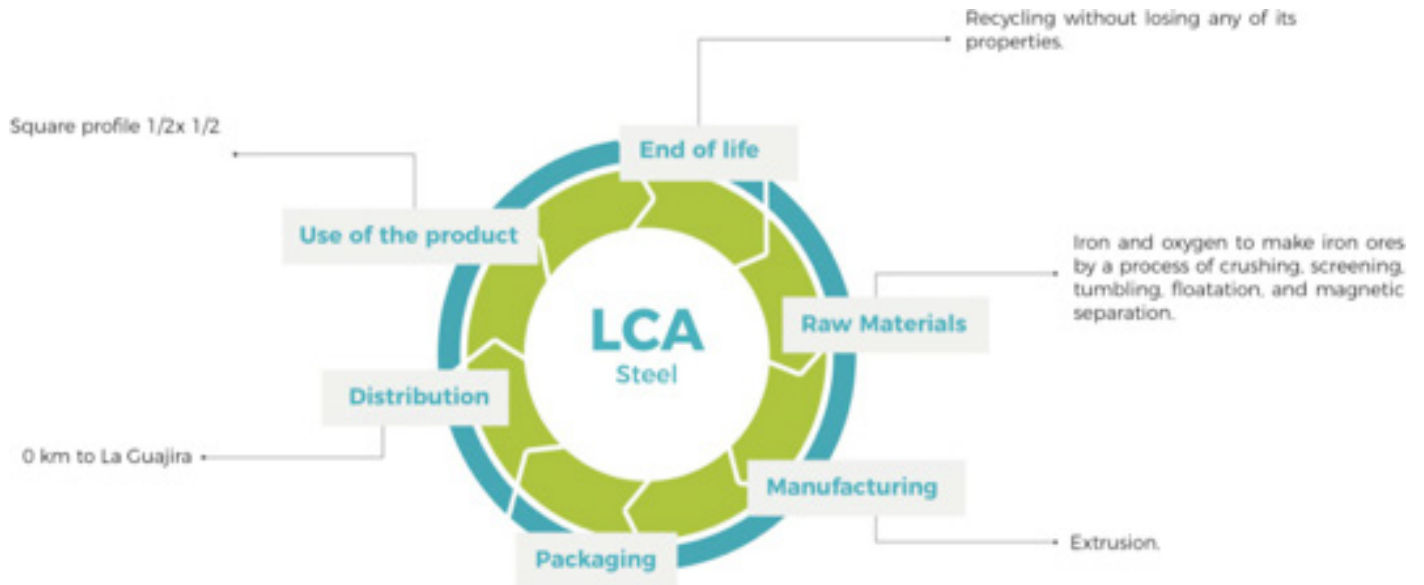 Recycling without losing any of its
properties.
End of life
Square profile 1/2x 1/2
Use of the product
Iron and oxygen to make iron ores
by a process of crushing, screening,
tumbling, floatation, and magnetic
separation.
Raw Materials
LCA
Steel
Distribution
0 km to La Guajira
Manufacturing
Extrusion.
Packaging